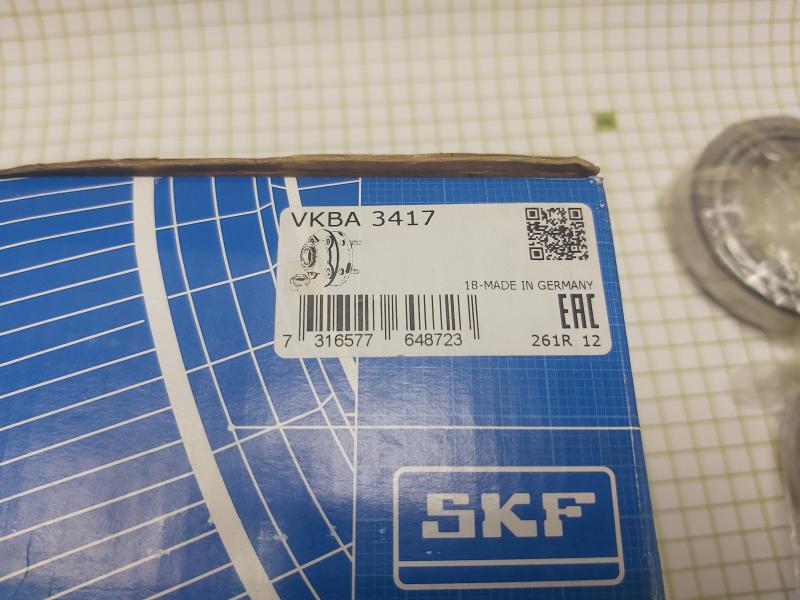 VKBA 3417
18-MADE IN GERMANY
EAC
7 316577 648723
261R 12
SKF